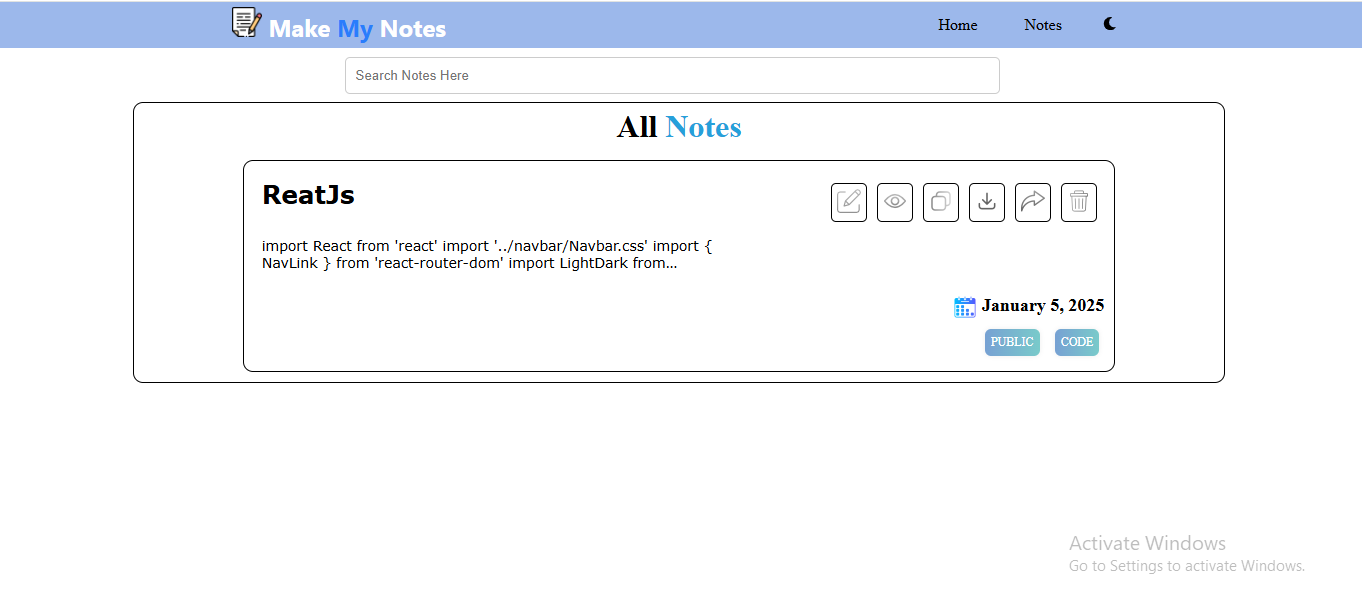 Make My Notes
Home
Notes
Search Notes Here
All Notes
ReatJs
import React from 'react' import '../navbar/Navbar.css' import {
NavLink } from 'react-router-dom' import LightDark from...
January 5, 2025
PUBLIC
CODE
Activate Windows
Go to Settings to activate Windows.